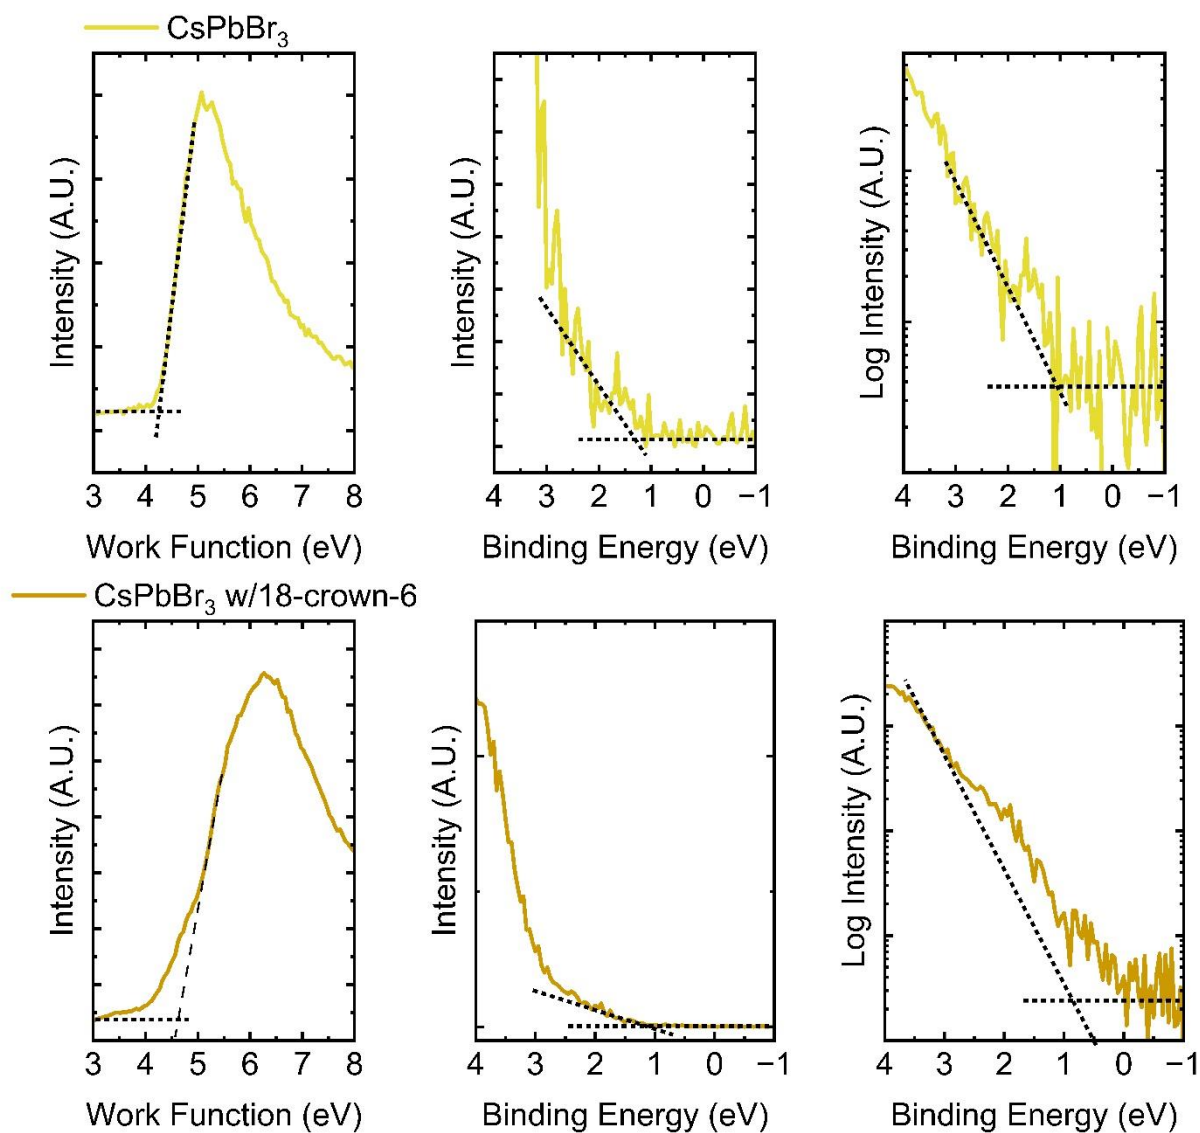 CsPbBr₃
Intensity (A.U.)
3 4 5 6 7 8
Work Function (eV)
Intensity (A.U.)
4 3 2 1 0 −1
Binding Energy (eV)
Log Intensity (A.U.)
4 3 2 1 0 −1
Binding Energy (eV)
CsPbBr₃ w/18-crown-6
Intensity (A.U.)
3 4 5 6 7 8
Work Function (eV)
Intensity (A.U.)
4 3 2 1 0 −1
Binding Energy (eV)
Log Intensity (A.U.)
4 3 2 1 0 −1
Binding Energy (eV)